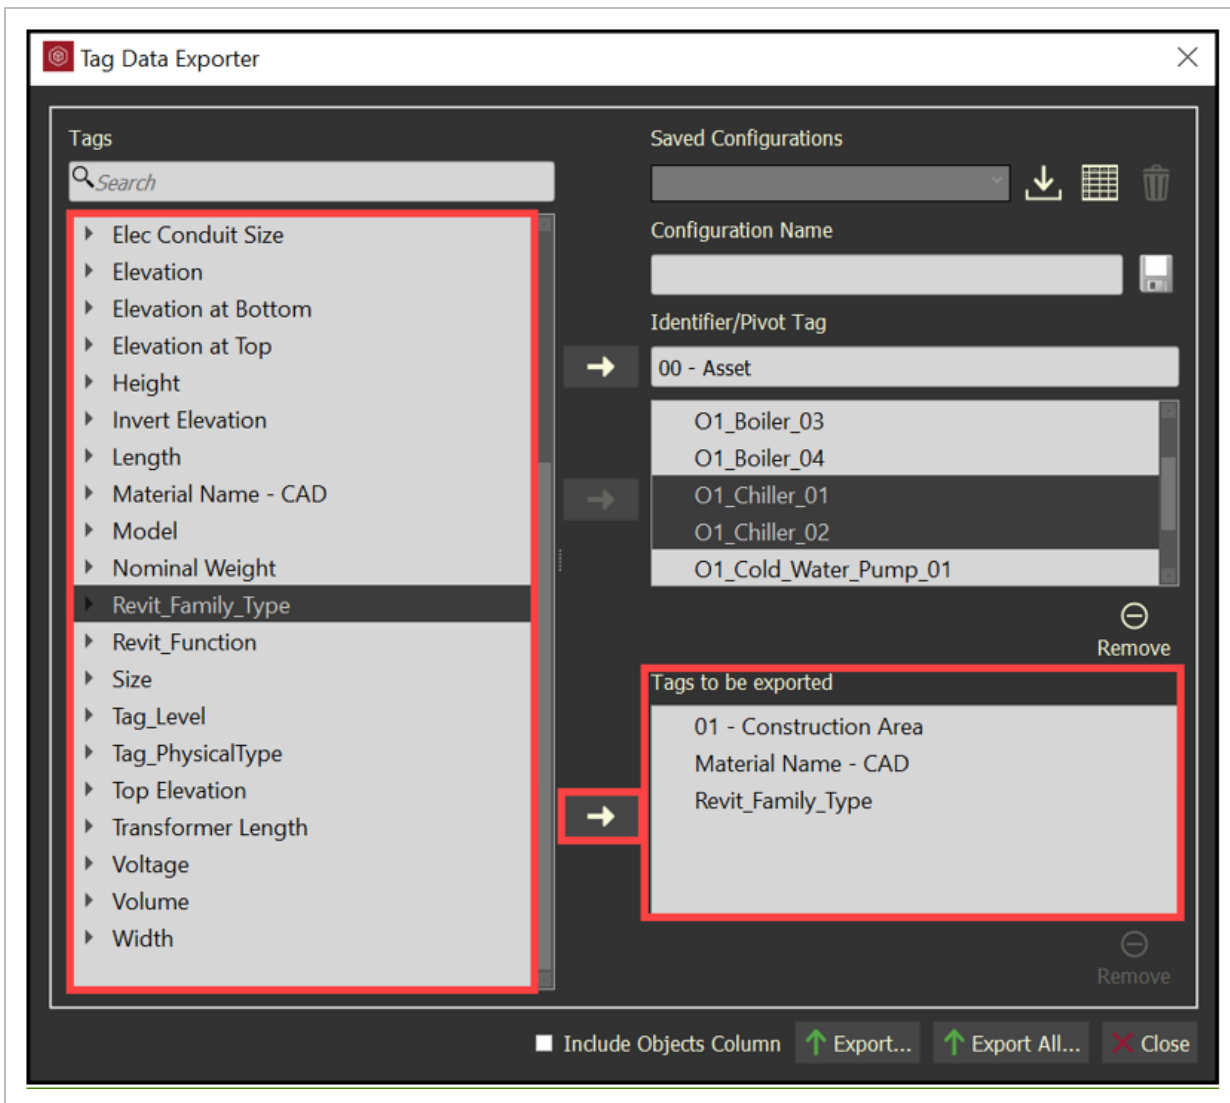 Tag Data Exporter
Tags
Search
Elec Conduit Size
Elevation
Elevation at Bottom
Elevation at Top
Height
Invert Elevation
Length
Material Name - CAD
Model
Nominal Weight
Revit_Family_Type
Revit_Function
Size
Tag_Level
Tag_PhysicalType
Top Elevation
Transformer Length
Voltage
Volume
Width
Saved Configurations
Configuration Name
Identifier/Pivot Tag
00 - Asset
O1_Boiler_03
O1_Boiler_04
O1_Chiller_01
O1_Chiller_02
O1_Cold_Water_Pump_01
Remove
Tags to be exported
01 - Construction Area
Material Name - CAD
Revit_Family_Type
Remove
Include Objects Column
Export...
Export All...
Close